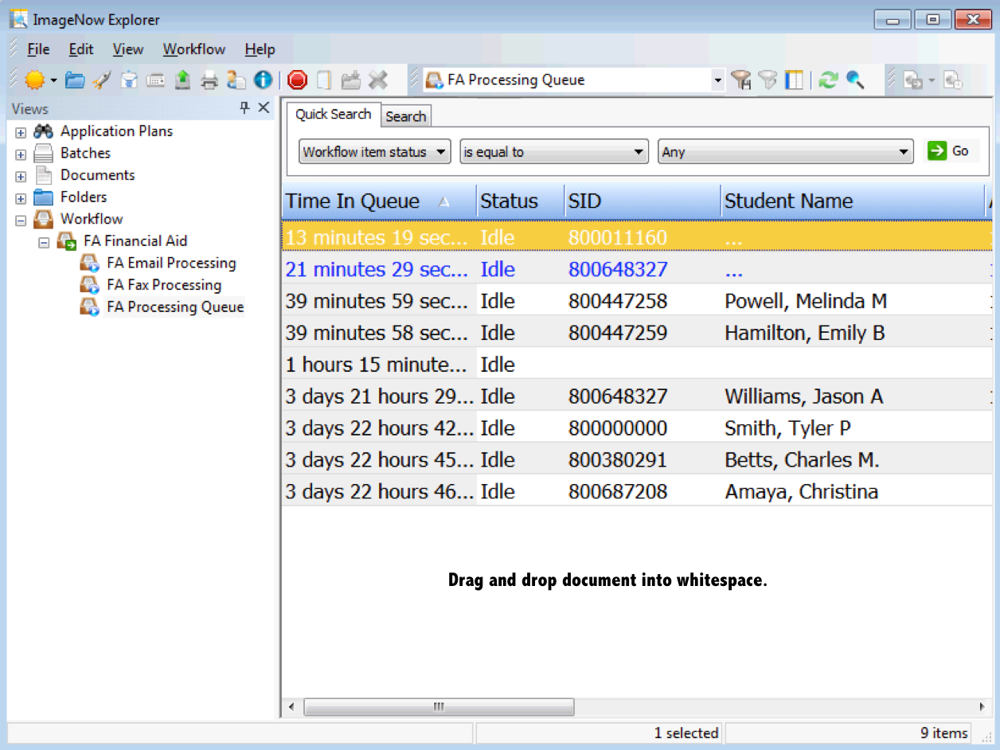 ImageNow Explorer
File Edit View Workflow Help
FA Processing Queue
Views
Application Plans
Batches
Documents
Folders
Workflow
FA Financial Aid
FA Email Processing
FA Fax Processing
FA Processing Queue
Quick Search Search
Workflow item status is equal to Any Go
Time In Queue Status SID Student Name
13 minutes 19 sec... Idle 800011160 ...
21 minutes 29 sec... Idle 800648327 ...
39 minutes 59 sec... Idle 800447258 Powell, Melinda M
39 minutes 58 sec... Idle 800447259 Hamilton, Emily B
1 hours 15 minute... Idle
3 days 21 hours 29... Idle 800648327 Williams, Jason A
3 days 22 hours 42... Idle 800000000 Smith, Tyler P
3 days 22 hours 45... Idle 800380291 Betts, Charles M.
3 days 22 hours 46... Idle 800687208 Amaya, Christina
Drag and drop document into whitespace.
1 selected 9 items